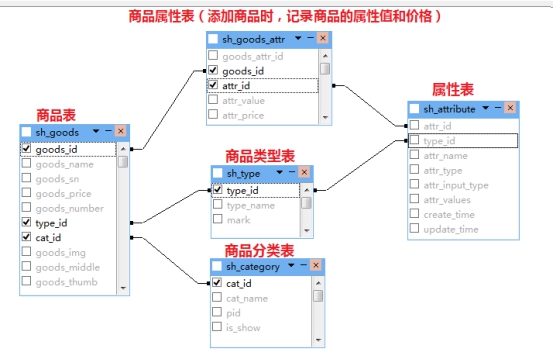 商品属性表（添加商品时，记录商品的属性值和价格）
sh_goods_attr
goods_attr_id
goods_id
attr_id
attr_value
attr_price
属性表
sh_attribute
attr_id
type_id
attr_name
attr_type
attr_input_type
attr_values
create_time
update_time
商品表
sh_goods
goods_id
goods_name
goods_sn
goods_price
goods_number
type_id
cat_id
goods_img
goods_middle
goods_thumb
商品类型表
sh_type
type_id
type_name
mark
商品分类表
sh_category
cat_id
cat_name
pid
is_show